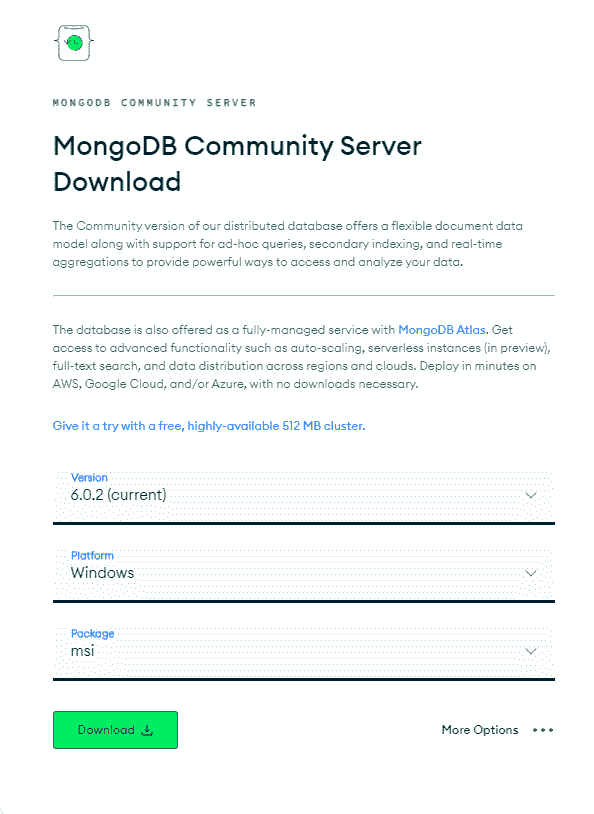 MONGODB COMMUNITY SERVER
MongoDB Community Server
Download
The Community version of our distributed database offers a flexible document data
model along with support for ad-hoc queries, secondary indexing, and real-time
aggregations to provide powerful ways to access and analyze your data.
The database is also offered as a fully-managed service with MongoDB Atlas. Get
access to advanced functionality such as auto-scaling, serverless instances (in preview),
full-text search, and data distribution across regions and clouds. Deploy in minutes on
AWS, Google Cloud, and/or Azure, with no downloads necessary.
Give it a try with a free, highly-available 512 MB cluster.
Version
6.0.2 (current)
Platform
Windows
Package
msi
Download
More Options